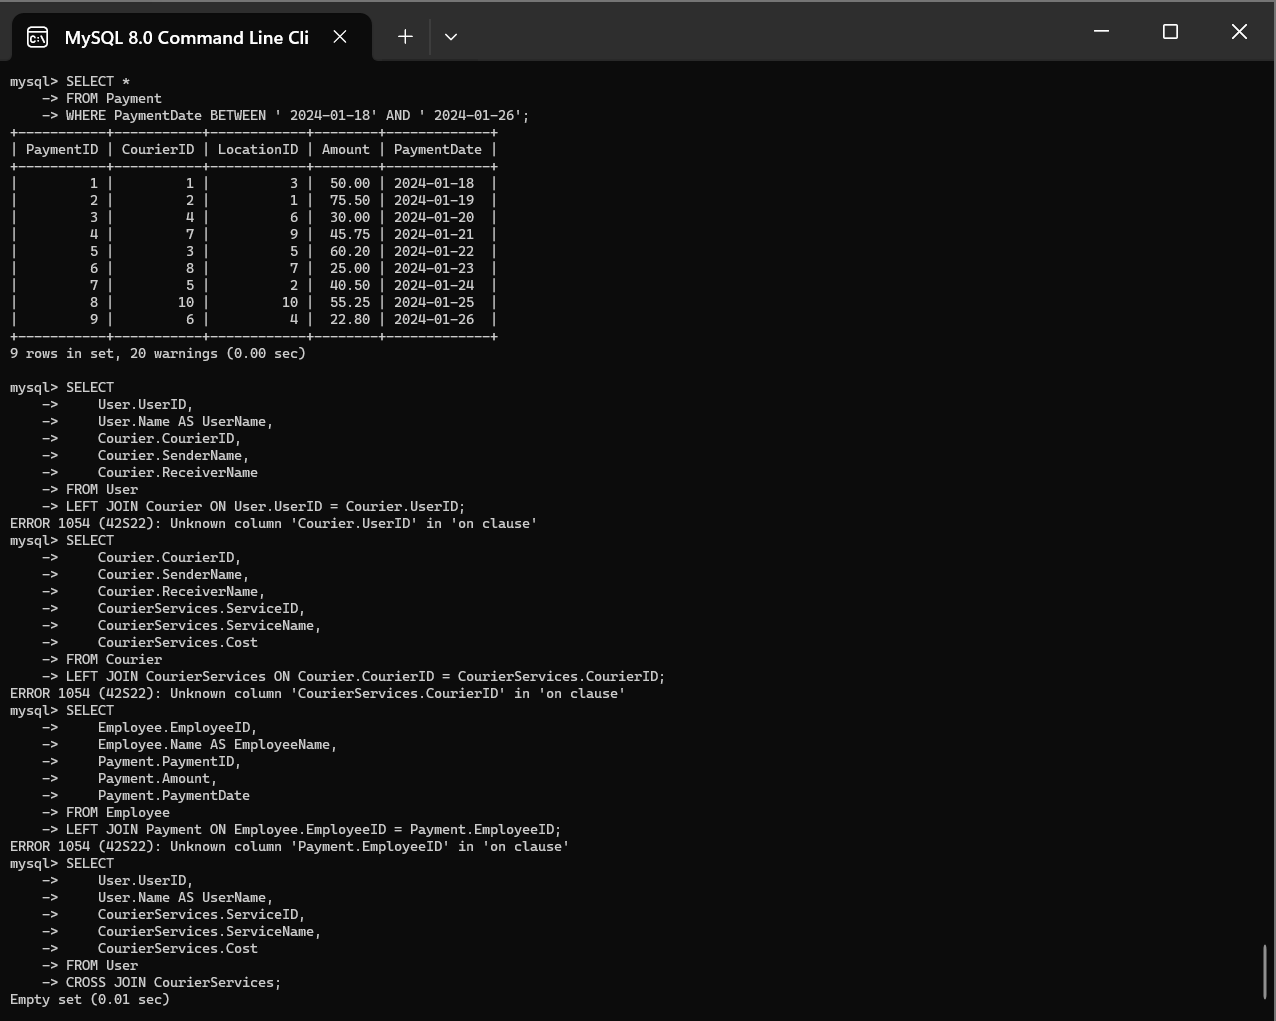 MySQL 8.0 Command Line Cli
mysql> SELECT *
    -> FROM Payment
    -> WHERE PaymentDate BETWEEN ' 2024-01-18' AND ' 2024-01-26';
+-----------+-----------+------------+--------+-------------+
| PaymentID | CourierID | LocationID | Amount | PaymentDate |
+-----------+-----------+------------+--------+-------------+
|         1 |         1 |          3 |  50.00 | 2024-01-18  |
|         2 |         2 |          1 |  75.50 | 2024-01-19  |
|         3 |         4 |          6 |  30.00 | 2024-01-20  |
|         4 |         7 |          9 |  45.75 | 2024-01-21  |
|         5 |         3 |          5 |  60.20 | 2024-01-22  |
|         6 |         8 |          7 |  25.00 | 2024-01-23  |
|         7 |         5 |          2 |  40.50 | 2024-01-24  |
|         8 |        10 |         10 |  55.25 | 2024-01-25  |
|         9 |         6 |          4 |  22.80 | 2024-01-26  |
+-----------+-----------+------------+--------+-------------+
9 rows in set, 20 warnings (0.00 sec)
mysql> SELECT
    ->     User.UserID,
    ->     User.Name AS UserName,
    ->     Courier.CourierID,
    ->     Courier.SenderName,
    ->     Courier.ReceiverName
    -> FROM User
    -> LEFT JOIN Courier ON User.UserID = Courier.UserID;
ERROR 1054 (42S22): Unknown column 'Courier.UserID' in 'on clause'
mysql> SELECT
    ->     Courier.CourierID,
    ->     Courier.SenderName,
    ->     Courier.ReceiverName,
    ->     CourierServices.ServiceID,
    ->     CourierServices.ServiceName,
    ->     CourierServices.Cost
    -> FROM Courier
    -> LEFT JOIN CourierServices ON Courier.CourierID = CourierServices.CourierID;
ERROR 1054 (42S22): Unknown column 'CourierServices.CourierID' in 'on clause'
mysql> SELECT
    ->     Employee.EmployeeID,
    ->     Employee.Name AS EmployeeName,
    ->     Payment.PaymentID,
    ->     Payment.Amount,
    ->     Payment.PaymentDate
    -> FROM Employee
    -> LEFT JOIN Payment ON Employee.EmployeeID = Payment.EmployeeID;
ERROR 1054 (42S22): Unknown column 'Payment.EmployeeID' in 'on clause'
mysql> SELECT
    ->     User.UserID,
    ->     User.Name AS UserName,
    ->     CourierServices.ServiceID,
    ->     CourierServices.ServiceName,
    ->     CourierServices.Cost
    -> FROM User
    -> CROSS JOIN CourierServices;
Empty set (0.01 sec)